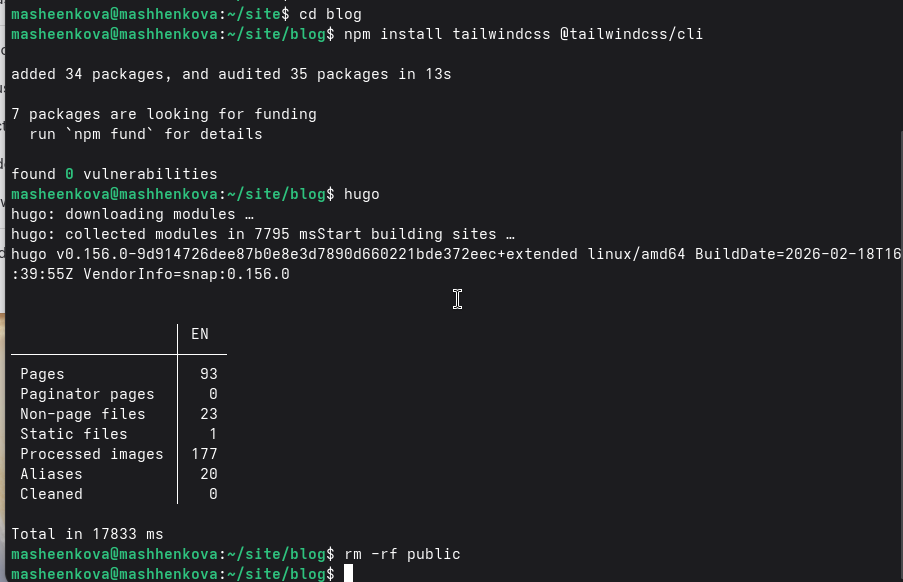 masheenkova@mashhenkova:~/site$ cd blog
masheenkova@mashhenkova:~/site/blog$ npm install tailwindcss @tailwindcss/cli
added 34 packages, and audited 35 packages in 13s
7 packages are looking for funding
  run `npm fund` for details
found 0 vulnerabilities
masheenkova@mashhenkova:~/site/blog$ hugo
hugo: downloading modules …
hugo: collected modules in 7795 msStart building sites …
hugo v0.156.0-9d914726dee87b0e8e3d7890d660221bde372eec+extended linux/amd64 BuildDate=2026-02-18T16
:39:55Z VendorInfo=snap:0.156.0
EN
Pages 93
Paginator pages 0
Non-page files 23
Static files 1
Processed images 177
Aliases 20
Cleaned 0
Total in 17833 ms
masheenkova@mashhenkova:~/site/blog$ rm -rf public
masheenkova@mashhenkova:~/site/blog$